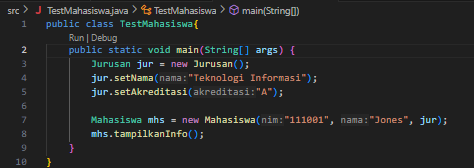 src > TestMahasiswa.java > TestMahasiswa > main(String[])
1 public class TestMahasiswa{
Run | Debug
2 public static void main(String[] args) {
3 Jurusan jur = new Jurusan();
4 jur.setNama(nama:"Teknologi Informasi");
5 jur.setAkreditasi(akreditasi:"A");
6
7 Mahasiswa mhs = new Mahasiswa(nim:"111001", nama:"Jones", jur);
8 mhs.tampilkanInfo();
9 }
10 }